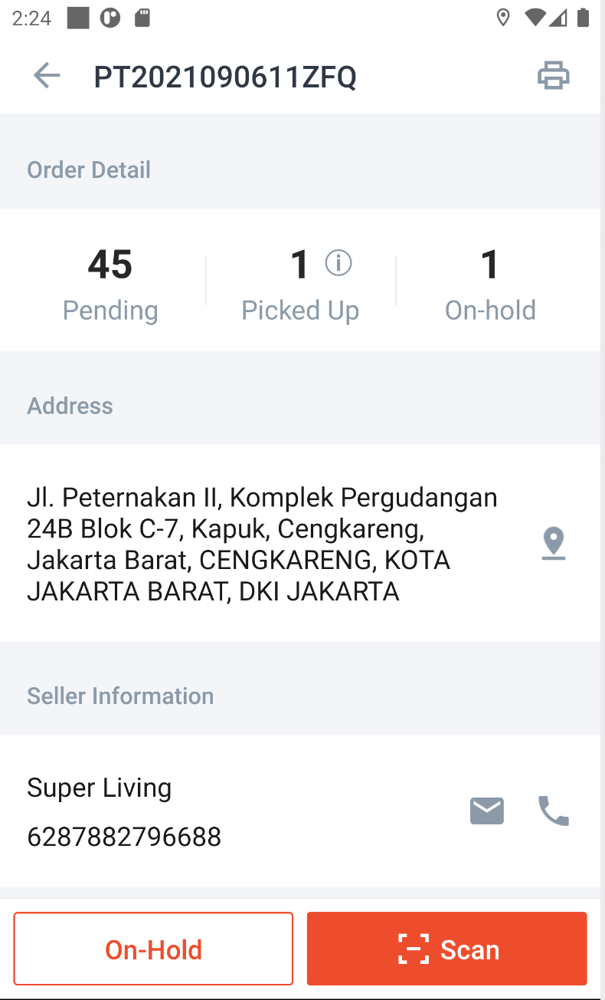 2:24
PT2021090611ZFQ
Order Detail
45 1 1
Pending Picked Up On-hold
Address
Jl. Peternakan II, Komplek Pergudangan
24B Blok C-7, Kapuk, Cengkareng,
Jakarta Barat, CENGKARENG, KOTA
JAKARTA BARAT, DKI JAKARTA
Seller Information
Super Living
6287882796688
On-Hold Scan